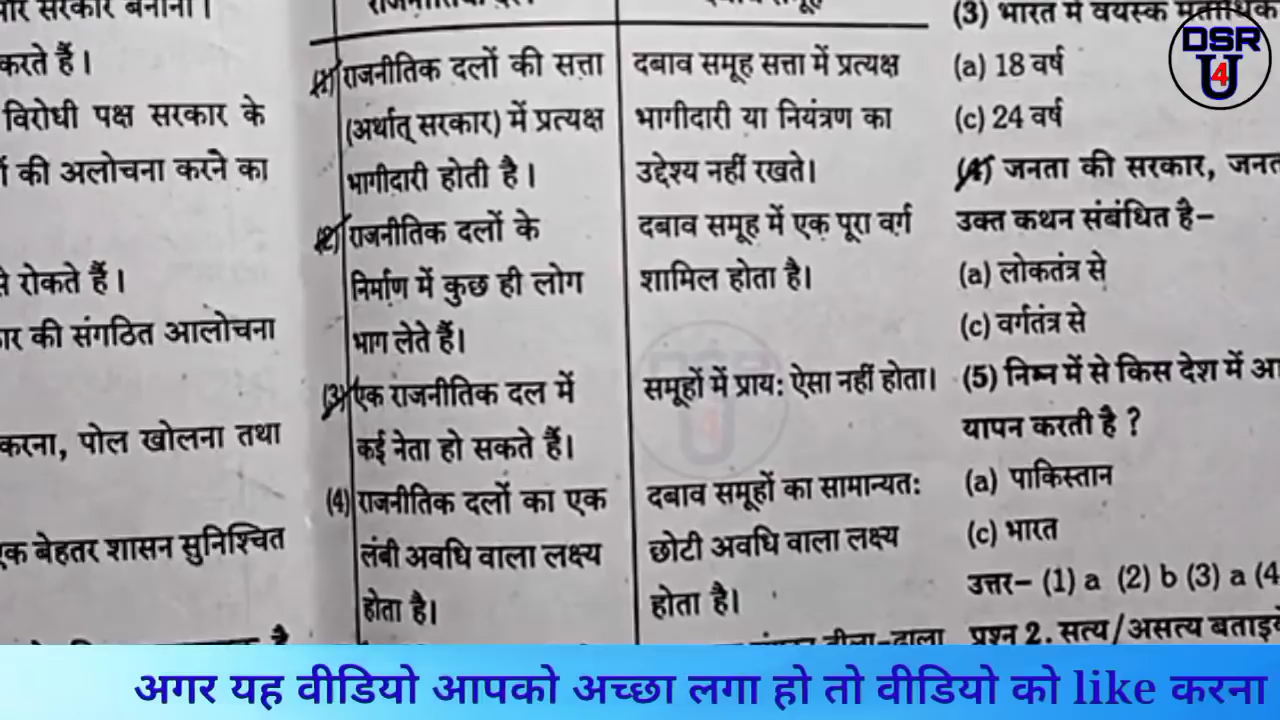 सरकार बनाना।
करते हैं।
विरोधी पक्ष सरकार के
की अलोचना करने का
से रोकते हैं।
की संगठित आलोचना
करना, पोल खोलना तथा
एक बेहतर शासन सुनिश्चित
राजनीतिक दलों की सत्ता
(अर्थात् सरकार) में प्रत्यक्ष
भागीदारी होती है।
(2) राजनीतिक दलों के
निर्माण में कुछ ही लोग
भाग लेते हैं।
(3) एक राजनीतिक दल में
कई नेता हो सकते हैं।
(4) राजनीतिक दलों का एक
लंबी अवधि वाला लक्ष्य
होता है।
दबाव समूह सत्ता में प्रत्यक्ष
भागीदारी या नियंत्रण का
उद्देश्य नहीं रखते।
दबाव समूह में एक पूरा वर्ग
शामिल होता है।
समूहों में प्राय: ऐसा नहीं होता।
दबाव समूहों का सामान्यत:
छोटी अवधि वाला लक्ष्य
होता है।
(3) भारत में वयस्क
(a) 18 वर्ष
(c) 24 वर्ष
(4) जनता की सरकार,
उक्त कथन संबंधित है–
(a) लोकतंत्र से
(c) वर्गतंत्र से
(5) निम्न में से किस देश में
यापन करती है ?
(a) पाकिस्तान
(c) भारत
उत्तर– (1) a (2) b (3) a (4
प्रश्न 2. सत्य/असत्य
DSR
U
4
अगर यह वीडियो आपको अच्छा लगा हो तो वीडियो को like करना